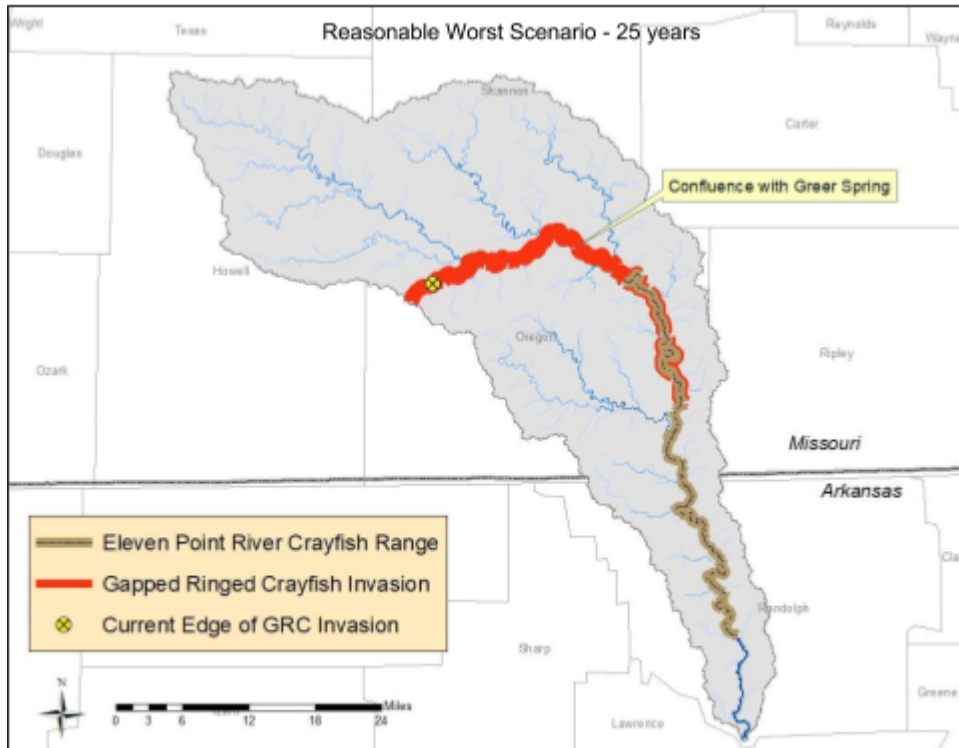 Reasonable Worst Scenario - 25 years
Wright
Texas
Reynolds
Wayne
Shannon
Carter
Douglas
Confluence with Greer Spring
Howell
Oregon
Ripley
Ozark
Missouri
Arkansas
Eleven Point River Crayfish Range
Gapped Ringed Crayfish Invasion
Current Edge of GRC Invasion
Cla
Randolph
Sharp
Greene
Lawrence
N
Miles
0 3 6 12 18 24